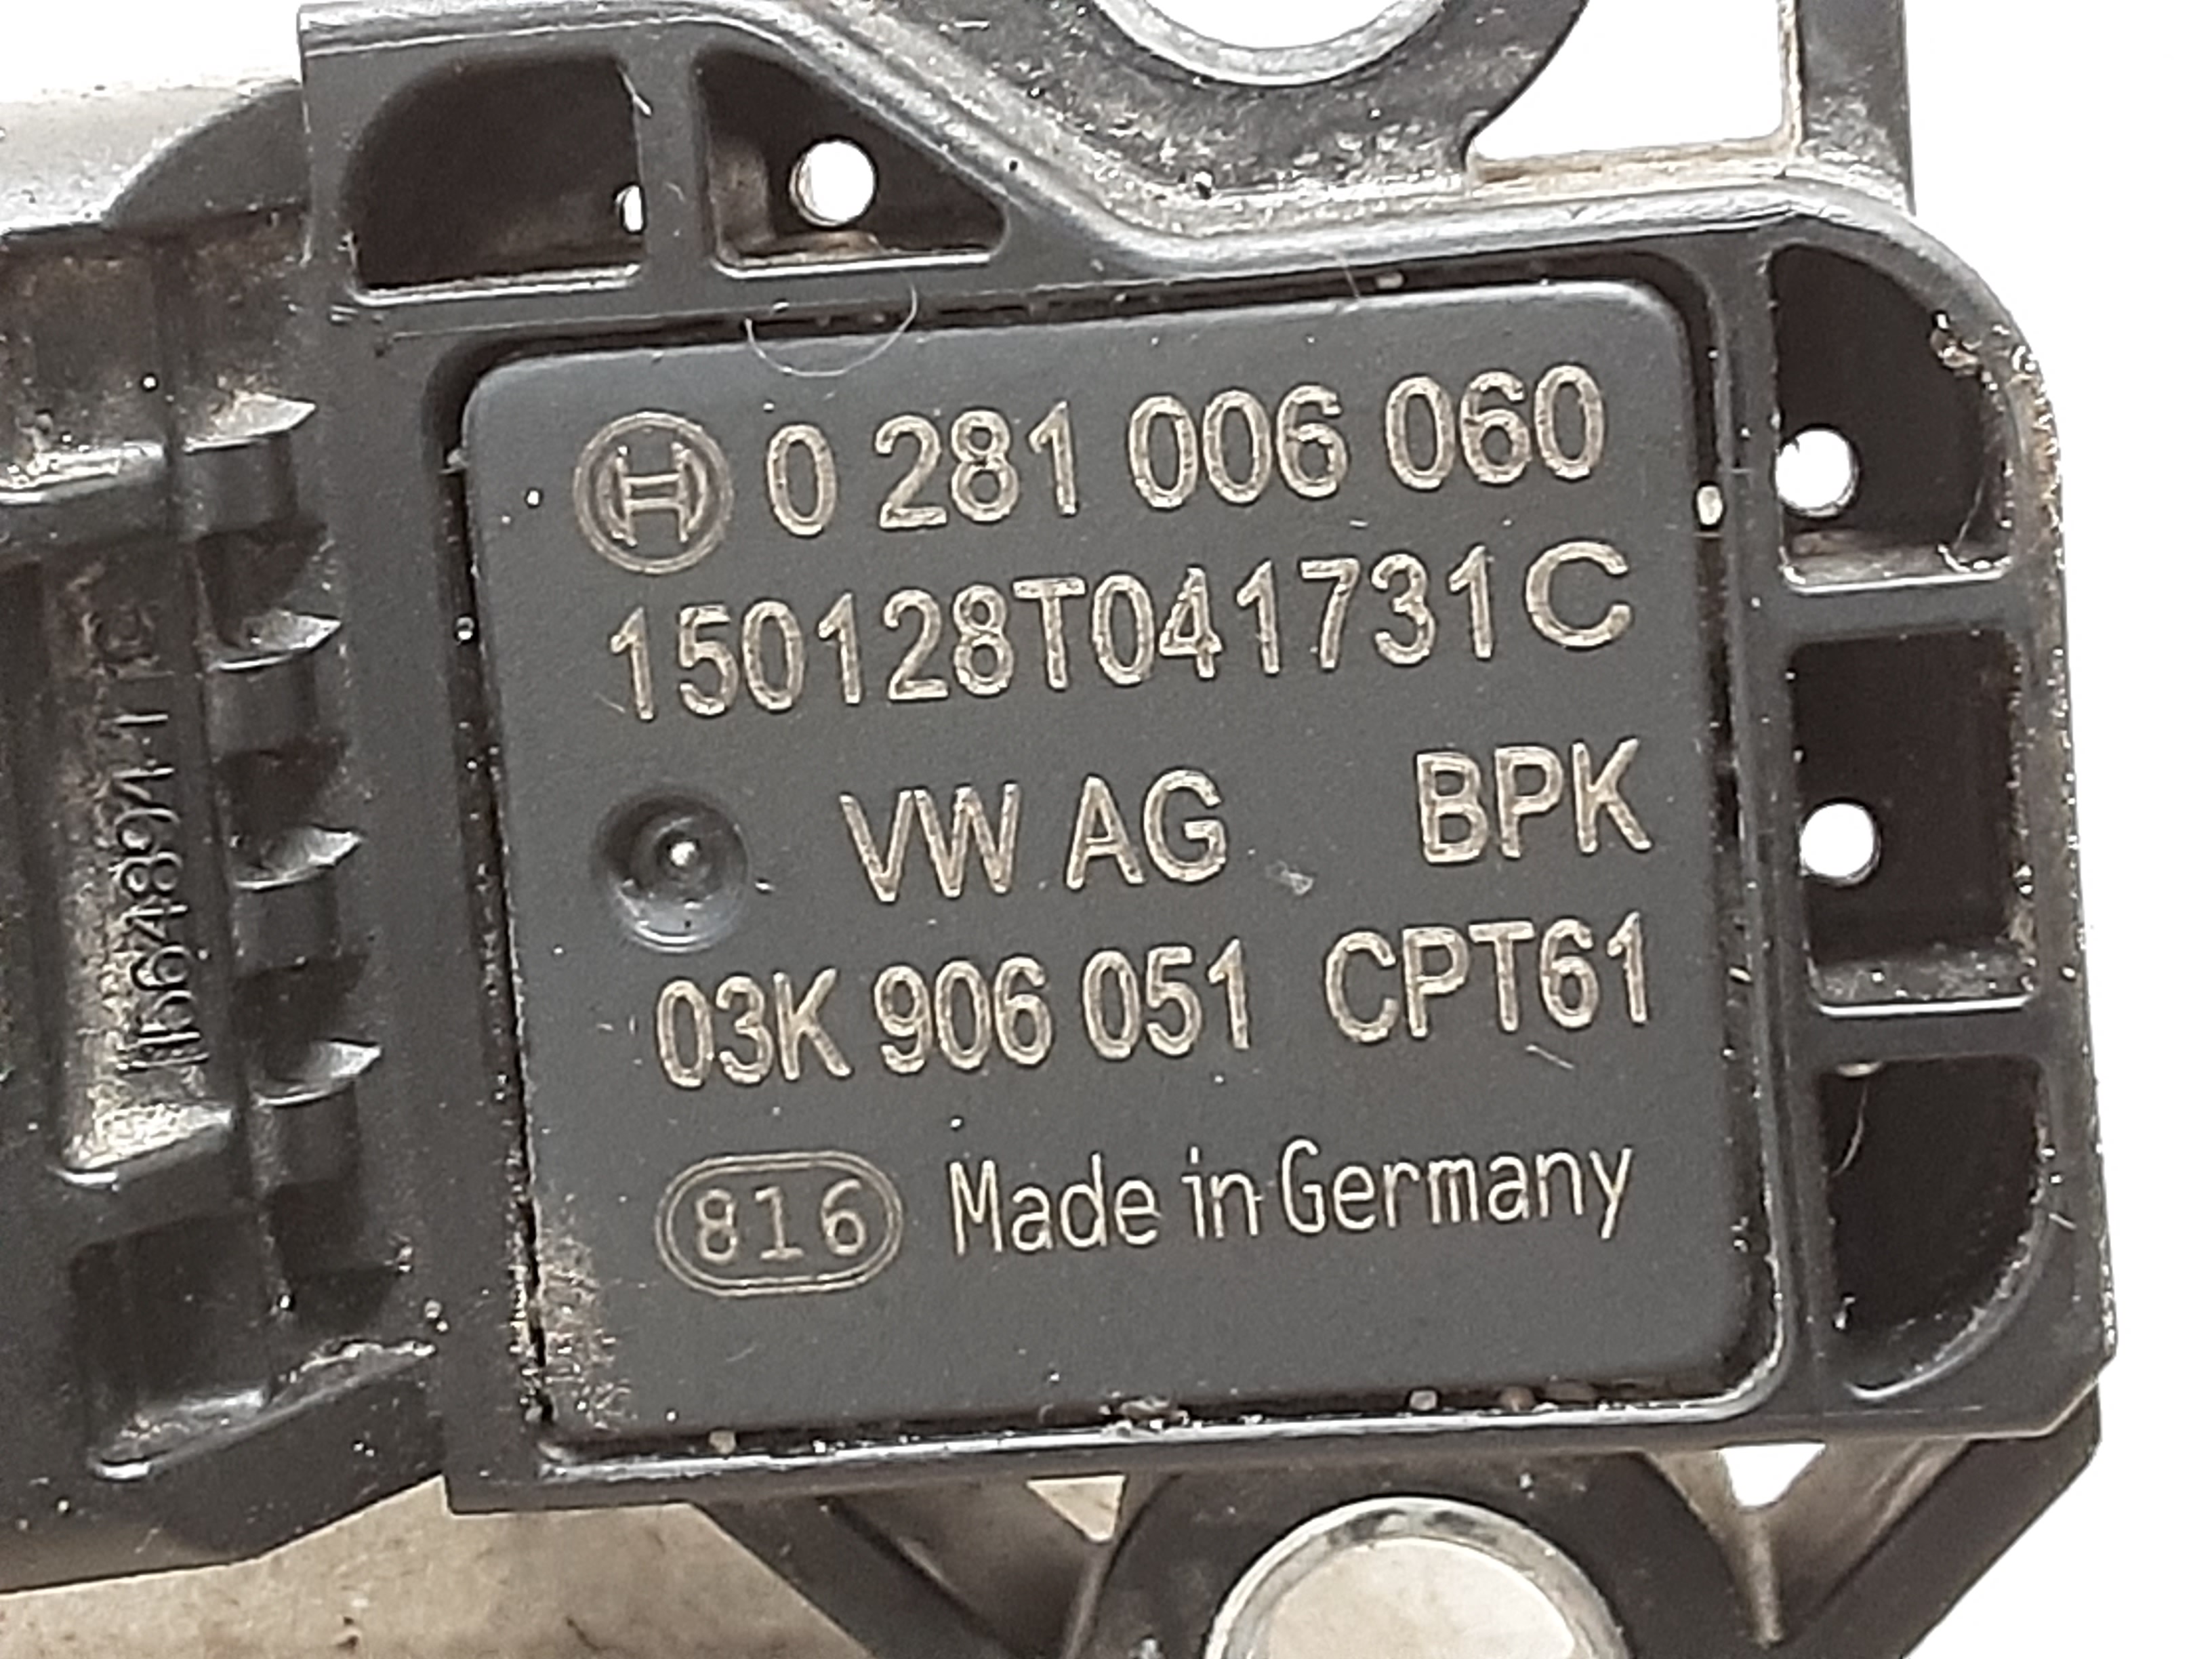 0 281 006 060
150128T041731C
VW AG BPK
03K 906 051 CPT61
816 Made in Germany